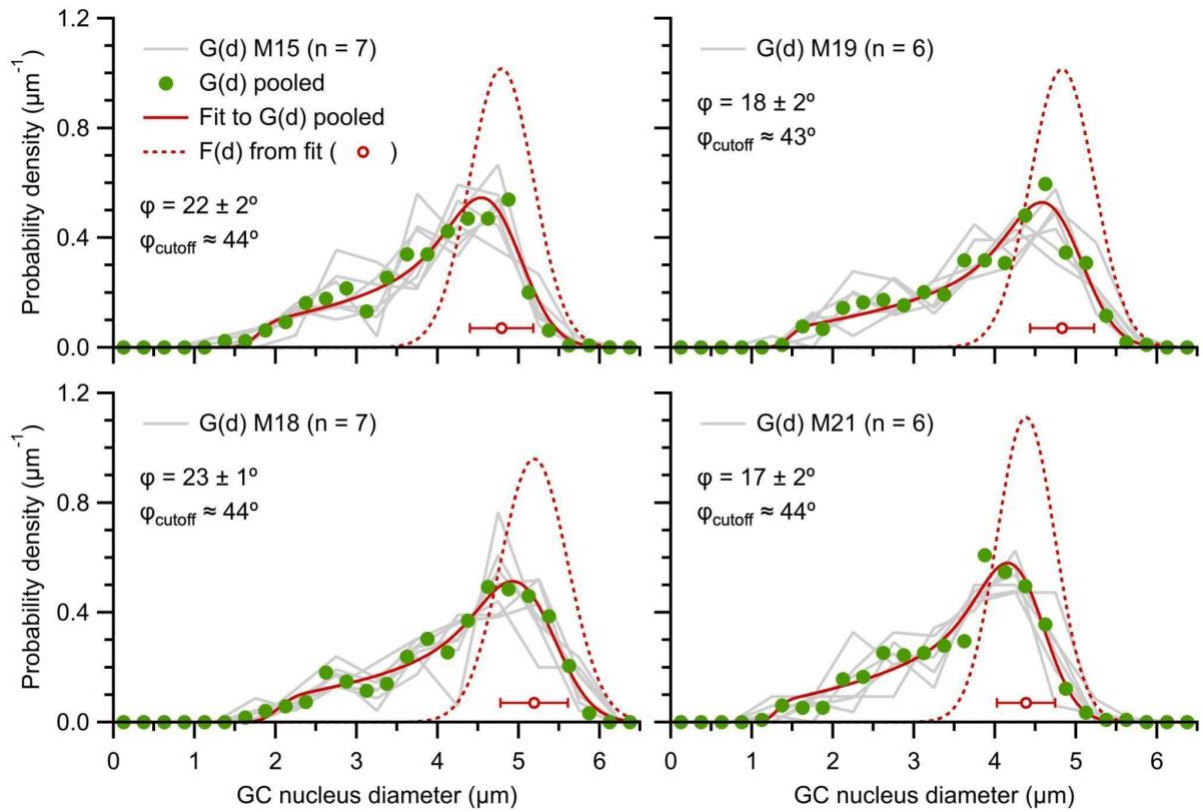 1.2
0.8
0.4
0.0
Probability density (µm⁻¹)
G(d) M15 (n = 7)
G(d) pooled
Fit to G(d) pooled
F(d) from fit ( )
φ = 22 ± 2º
φcutoff ≈ 44º
G(d) M19 (n = 6)
φ = 18 ± 2º
φcutoff ≈ 43º
1.2
0.8
0.4
0.0
Probability density (µm⁻¹)
G(d) M18 (n = 7)
φ = 23 ± 1º
φcutoff ≈ 44º
0 1 2 3 4 5 6
GC nucleus diameter (µm)
G(d) M21 (n = 6)
φ = 17 ± 2º
φcutoff ≈ 44º
0 1 2 3 4 5 6
GC nucleus diameter (µm)